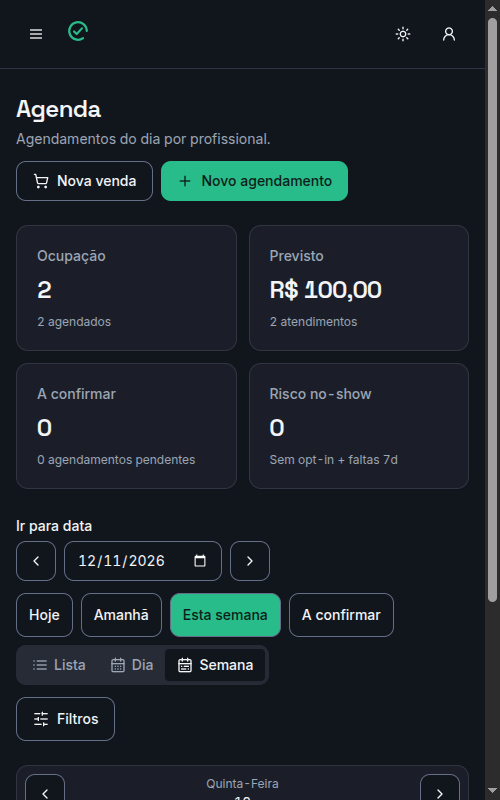 Agenda
Agendamentos do dia por profissional.
Nova venda
Novo agendamento
Ocupação
2
2 agendados
Previsto
R$ 100,00
2 atendimentos
A confirmar
0
0 agendamentos pendentes
Risco no-show
0
Sem opt-in + faltas 7d
Ir para data
12/11/2026
Hoje
Amanhã
Esta semana
A confirmar
Lista
Dia
Semana
Filtros
Quinta-Feira